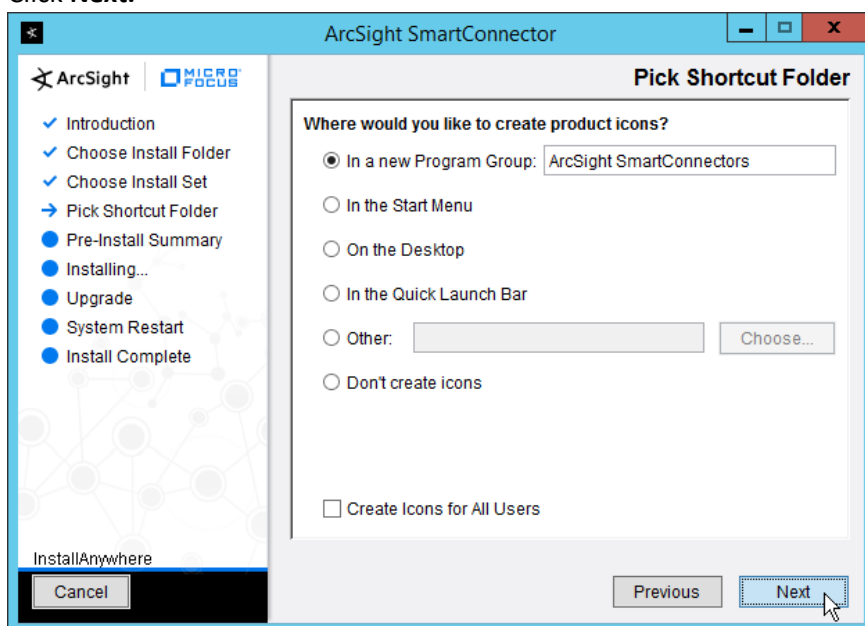 Click Next.
ArcSight SmartConnector
ArcSight MICRO FOCUS
Pick Shortcut Folder
Introduction
Choose Install Folder
Choose Install Set
Pick Shortcut Folder
Pre-Install Summary
Installing...
Upgrade
System Restart
Install Complete
Where would you like to create product icons?
In a new Program Group: ArcSight SmartConnectors
In the Start Menu
On the Desktop
In the Quick Launch Bar
Other: Choose...
Don't create icons
Create Icons for All Users
InstallAnywhere
Cancel Previous Next